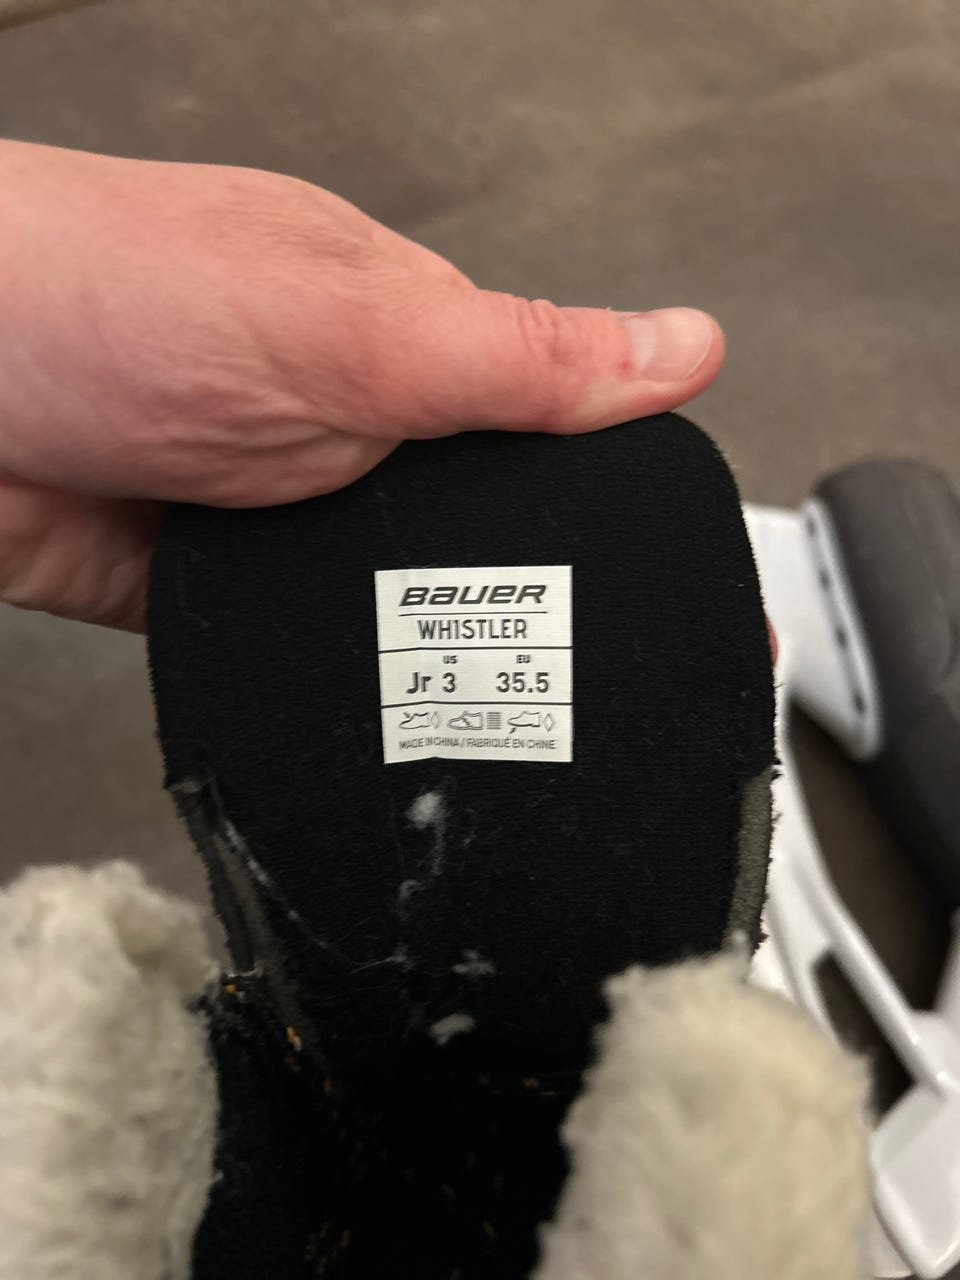 BAUER
WH1STLER
US EU
Jr 3 35.5
MADE IN CHINA / FABRIQUÉ EN CHINE